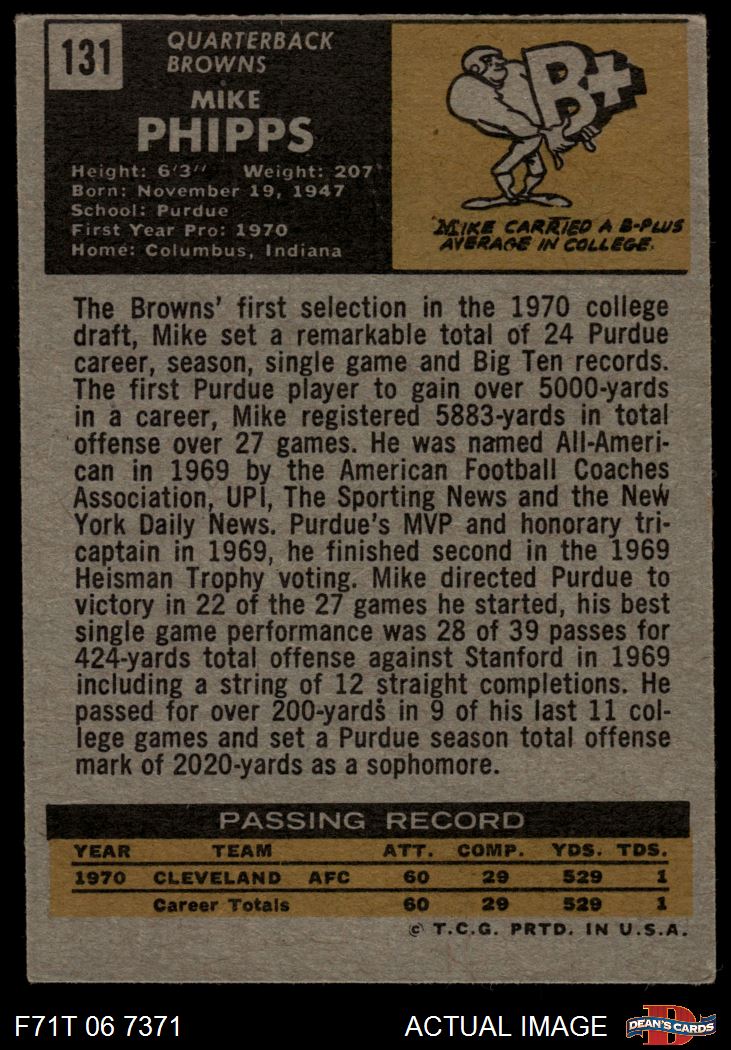 131
QUARTERBACK
BROWNS
MIKE
PHIPPS
Height: 6'3" Weight: 207
Born: November 19, 1947
School: Purdue
First Year Pro: 1970
Home: Columbus, Indiana
B+
MIKE CARRIED A B-PLUS
AVERAGE IN COLLEGE.
The Browns' first selection in the 1970 college
draft, Mike set a remarkable total of 24 Purdue
career, season, single game and Big Ten records.
The first Purdue player to gain over 5000-yards
in a career, Mike registered 5883-yards in total
offense over 27 games. He was named All-Ameri-
can in 1969 by the American Football Coaches
Association, UPI, The Sporting News and the New
York Daily News. Purdue's MVP and honorary tri-
captain in 1969, he finished second in the 1969
Heisman Trophy voting. Mike directed Purdue to
victory in 22 of the 27 games he started, his best
single game performance was 28 of 39 passes for
424-yards total offense against Stanford in 1969
including a string of 12 straight completions. He
passed for over 200-yards in 9 of his last 11 col-
lege games and set a Purdue season total offense
mark of 2020-yards as a sophomore.
PASSING RECORD
YEAR TEAM ATT. COMP. YDS. TDS.
1970 CLEVELAND AFC 60 29 529 1
Career Totals 60 29 529 1
© T.C.G. PRTD. IN U.S.A.
F71T 06 7371 ACTUAL IMAGE D DEAN'S CARDS